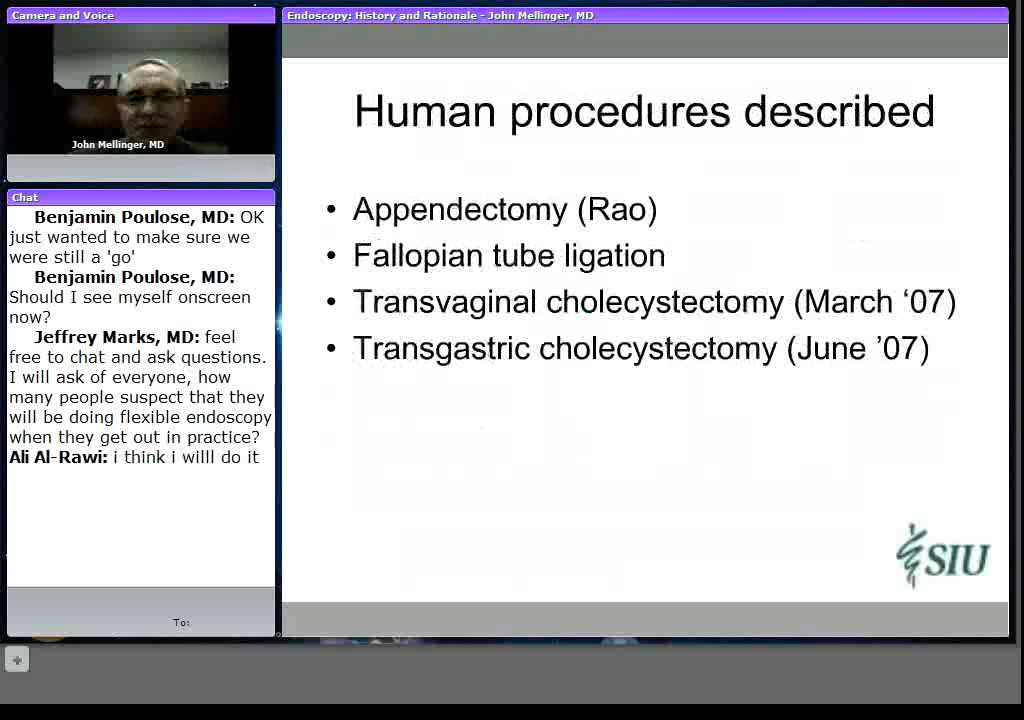 Camera and Voice
John Mellinger, MD
Chat
Benjamin Poulose, MD: OK
just wanted to make sure we
were still a 'go'
Benjamin Poulose, MD:
Should I see myself onscreen
now?
Jeffrey Marks, MD: feel
free to chat and ask questions.
I will ask of everyone, how
many people suspect that they
will be doing flexible endoscopy
when they get out in practice?
Ali Al-Rawi: i think i willl do it
To:
Endoscopy: History and Rationale - John Mellinger, MD
Human procedures described
• Appendectomy (Rao)
• Fallopian tube ligation
• Transvaginal cholecystectomy (March ‘07)
• Transgastric cholecystectomy (June ’07)
SIU